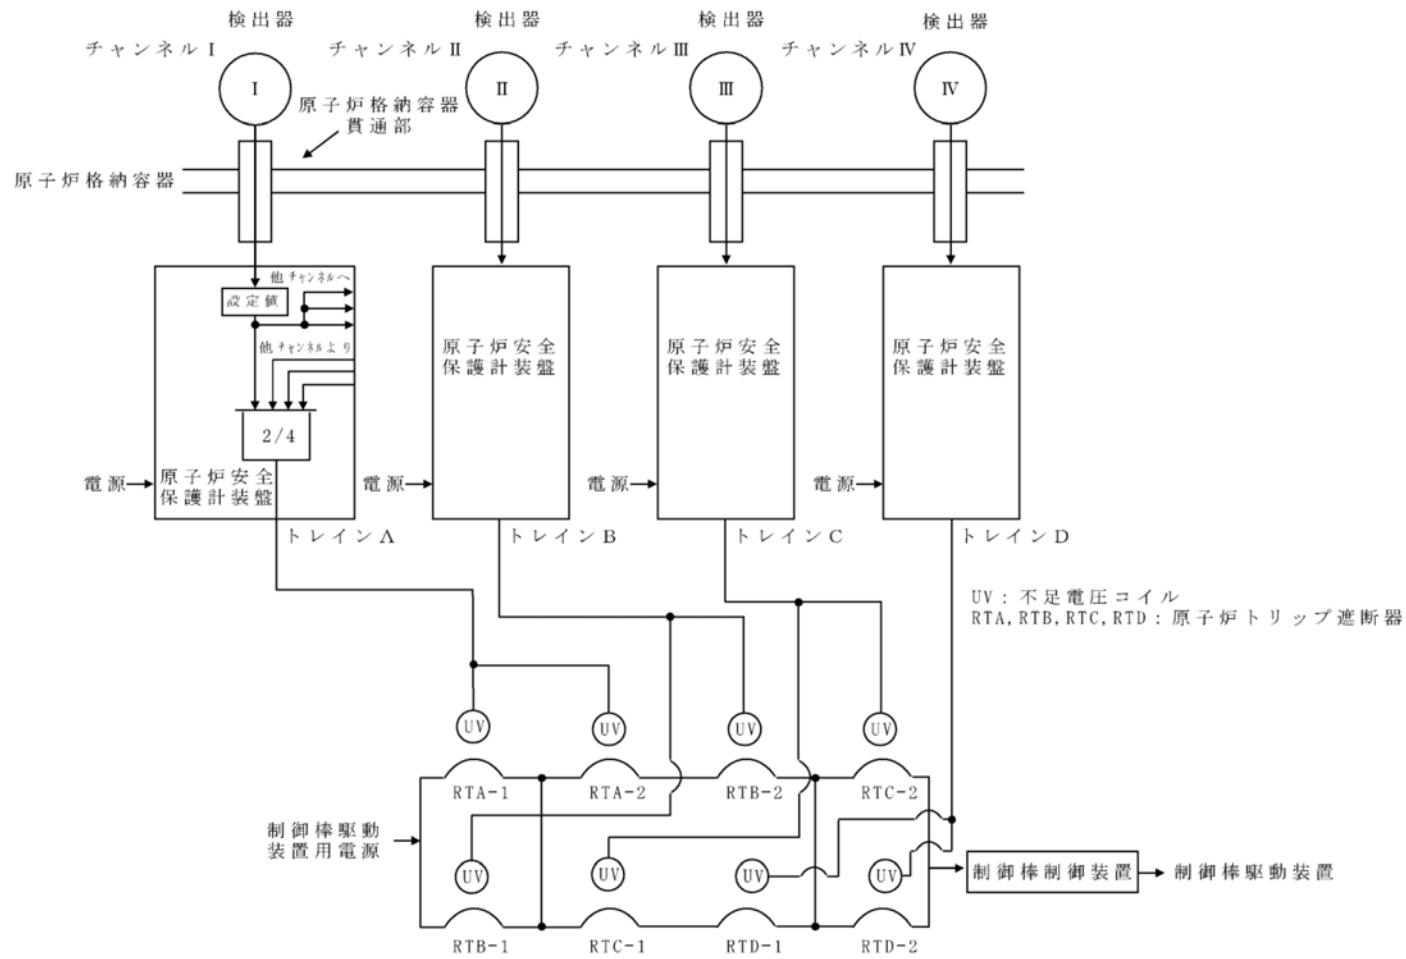 検出器
検出器
検出器
検出器
チャンネルⅠ
チャンネルⅡ
チャンネルⅢ
チャンネルⅣ
Ⅰ
Ⅱ
Ⅲ
Ⅳ
原子炉格納容器
貫通部
原子炉格納容器
他チャンネルへ
設定値
他チャンネルより
2/4
原子炉安全
保護計装盤
原子炉安全
保護計装盤
原子炉安全
保護計装盤
原子炉安全
保護計装盤
電源
電源
電源
電源
トレインA
トレインB
トレインC
トレインD
UV:不足電圧コイル
RTA,RTB,RTC,RTD:原子炉トリップ遮断器
UV
UV
UV
UV
RTA-1
RTA-2
RTB-2
RTC-2
制御棒駆動
装置用電源
UV
UV
UV
UV
制御棒制御装置
制御棒駆動装置
RTB-1
RTC-1
RTD-1
RTD-2